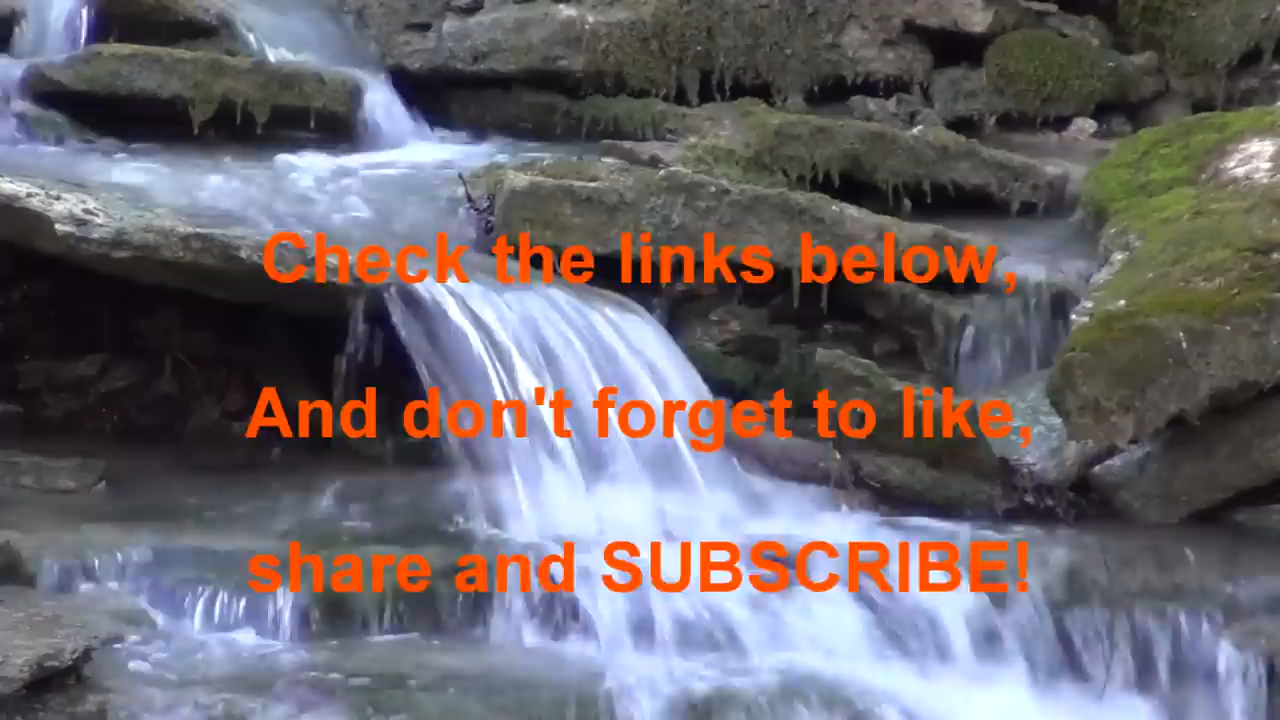 Check the links below,
And don't forget to like,
share and SUBSCRIBE!